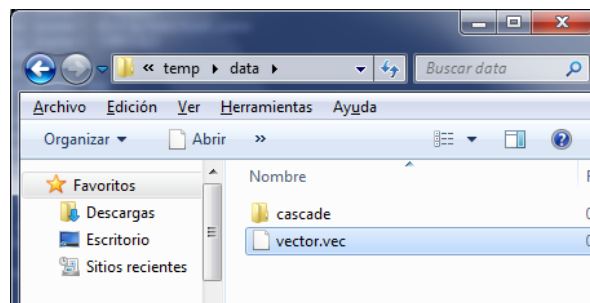 « temp ▸ data ▸ Buscar data
Archivo Edición Ver Herramientas Ayuda
Organizar Abrir »
Favoritos
Descargas
Escritorio
Sitios recientes
Nombre
cascade
vector.vec